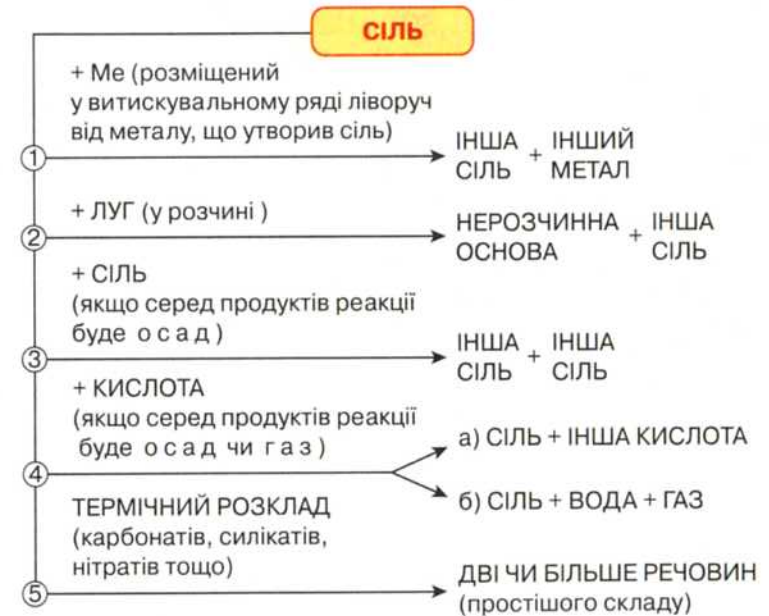 СІЛЬ
+ Ме (розміщений
у витискувальному ряді ліворуч
від металу, що утворив сіль)
1
ІНША + ІНШИЙ
СІЛЬ МЕТАЛ
+ ЛУГ (у розчині )
2
НЕРОЗЧИННА + ІНША
ОСНОВА СІЛЬ
+ СІЛЬ
(якщо серед продуктів реакції
буде о с а д )
3
ІНША + ІНША
СІЛЬ СІЛЬ
+ КИСЛОТА
(якщо серед продуктів реакції
буде о с а д чи г а з )
4
а) СІЛЬ + ІНША КИСЛОТА
б) СІЛЬ + ВОДА + ГАЗ
ТЕРМІЧНИЙ РОЗКЛАД
(карбонатів, силікатів,
нітратів тощо)
5
ДВІ ЧИ БІЛЬШЕ РЕЧОВИН
(простішого складу)